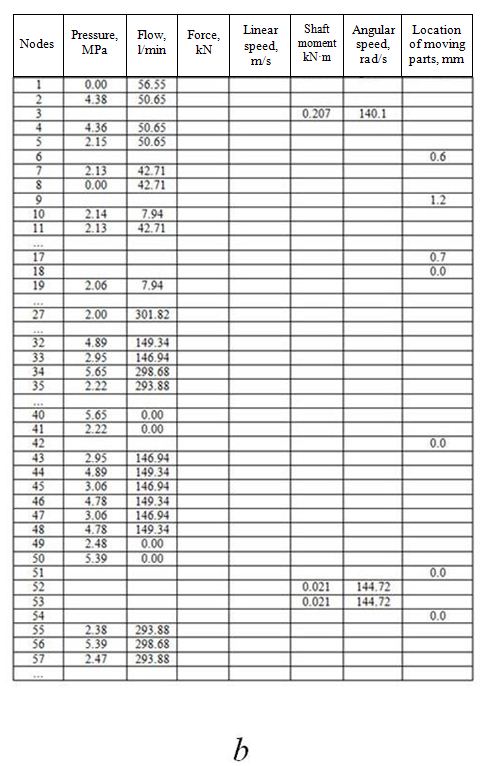 Nodes Pressure, MPa Flow, l/min Force, kN Linear speed, m/s Shaft moment kN·m Angular speed, rad/s Location of moving parts, mm
1 0.00 56.55
2 4.38 50.65
3 0.207 140.1
4 4.36 50.65
5 2.15 50.65
6 0.6
7 2.13 42.71
8 0.00 42.71
9 1.2
10 2.14 7.94
11 2.13 42.71
...
17 0.7
18 0.0
19 2.06 7.94
...
27 2.00 301.82
...
32 4.89 149.34
33 2.95 146.94
34 5.65 298.68
35 2.22 293.88
...
40 5.65 0.00
41 2.22 0.00
42 0.0
43 2.95 146.94
44 4.89 149.34
45 3.06 146.94
46 4.78 149.34
47 3.06 146.94
48 4.78 149.34
49 2.48 0.00
50 5.39 0.00
51 0.0
52 0.021 144.72
53 0.021 144.72
54 0.0
55 2.38 293.88
56 5.39 298.68
57 2.47 293.88
...
b